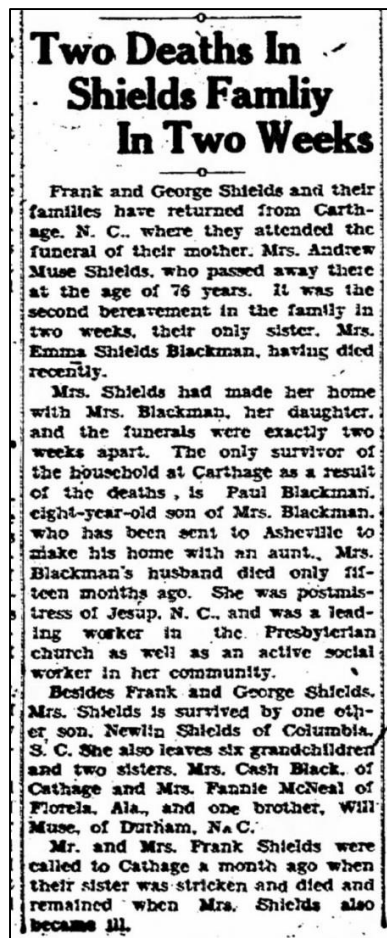 Two Deaths In
Shields Famliy
In Two Weeks
Frank and George Shields and their
families have returned from Carth-
age, N. C., where they attended the
funeral of their mother, Mrs. Andrew
Muse Shields, who passed away there
at the age of 76 years. It was the
second bereavement in the family in
two weeks, their only sister, Mrs.
Emma Shields Blackman, having died
recently.
Mrs. Shields had made her home
with Mrs. Blackman, her daughter,
and the funerals were exactly two
weeks apart. The only survivor of
the household at Carthage as a result
of the deaths , is Paul Blackman,
eight-year-old son of Mrs. Blackman,
who has been sent to Asheville to
make his home with an aunt. Mrs.
Blackman's husband died only fif-
teen months ago. She was postmis-
tress of Jesup, N. C., and was a lead-
ing worker in the Presbyterian
church as well as an active social
worker in her community.
Besides Frank and George Shields,
Mrs. Shields is survived by one oth-
er son, Newlin Shields of Columbia,
S. C. She also leaves six grandchildren
and two sisters, Mrs. Cash Black, of
Cathage and Mrs. Fannie McNeal of
Florela, Ala., and one brother, Will
Muse, of Durham, N. C.
Mr. and Mrs. Frank Shields were
called to Cathage a month ago when
their sister was stricken and died and
remained when Mrs. Shields also
became ill.